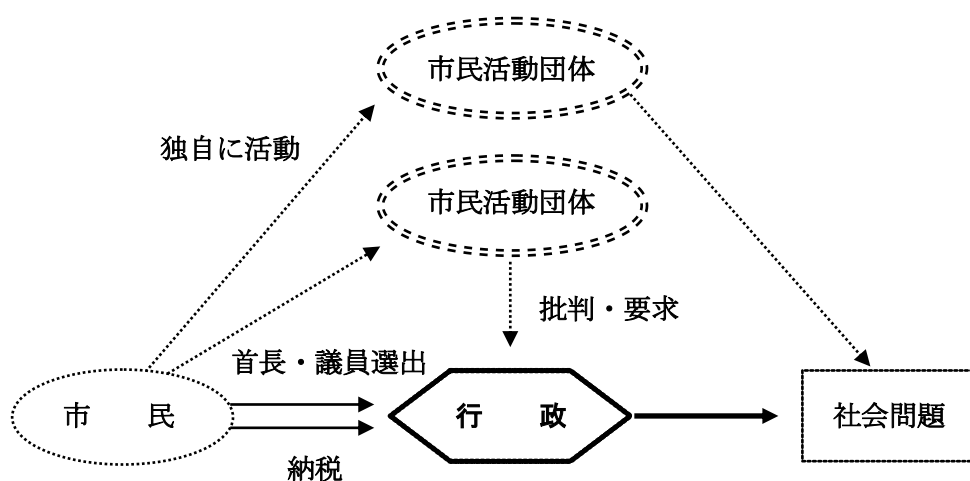 市民活動団体
独自に活動
市民活動団体
批判・要求
首長・議員選出
市　民
行　政
社会問題
納税